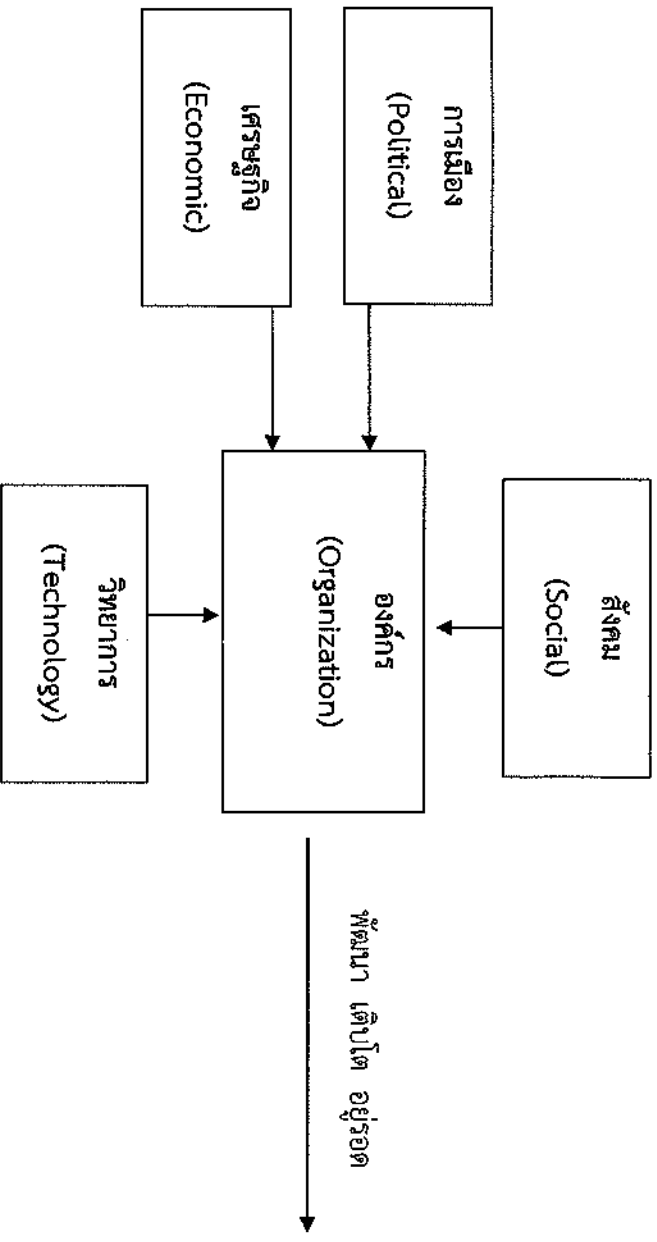 สังคม
(Social)
การเมือง
(Political)
องค์กร
(Organization)
พัฒนา เติบโต อยู่รอด
เศรษฐกิจ
(Economic)
วิทยาการ
(Technology)